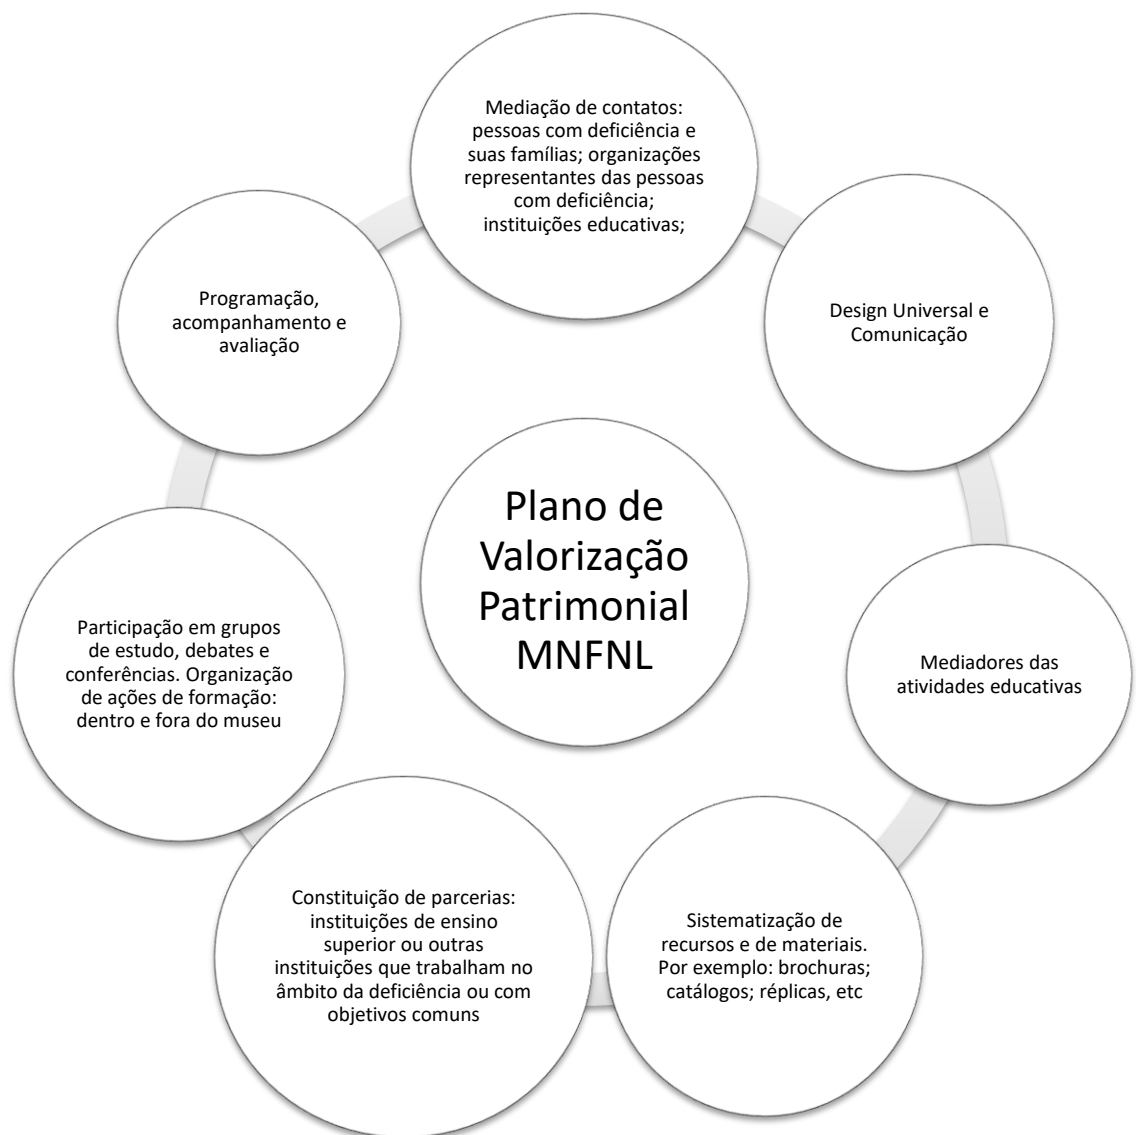 Mediação de contatos:
pessoas com deficiência e
suas famílias; organizações
representantes das pessoas
com deficiência;
instituições educativas;
Design Universal e
Comunicação
Mediadores das
atividades educativas
Sistematização de
recursos e de materiais.
Por exemplo: brochuras;
catálogos; réplicas, etc
Constituição de parcerias:
instituições de ensino
superior ou outras
instituições que trabalham no
âmbito da deficiência ou com
objetivos comuns
Participação em grupos
de estudo, debates e
conferências. Organização
de ações de formação:
dentro e fora do museu
Programação,
acompanhamento e
avaliação
Plano de
Valorização
Patrimonial
MNFNL